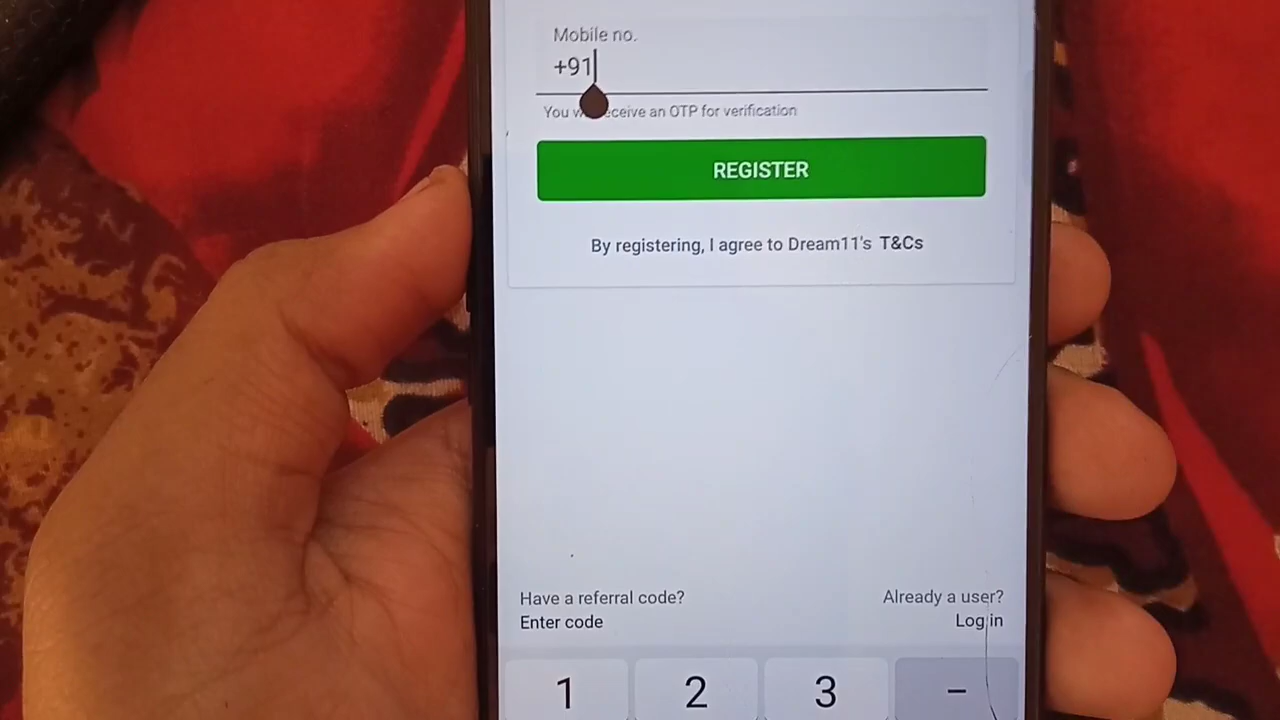 Mobile no.
+91
You w eceive an OTP for verification
REGISTER
By registering, I agree to Dream11's T&Cs
Have a referral code?
Already a user?
Enter code
Log in
1 2 3 –